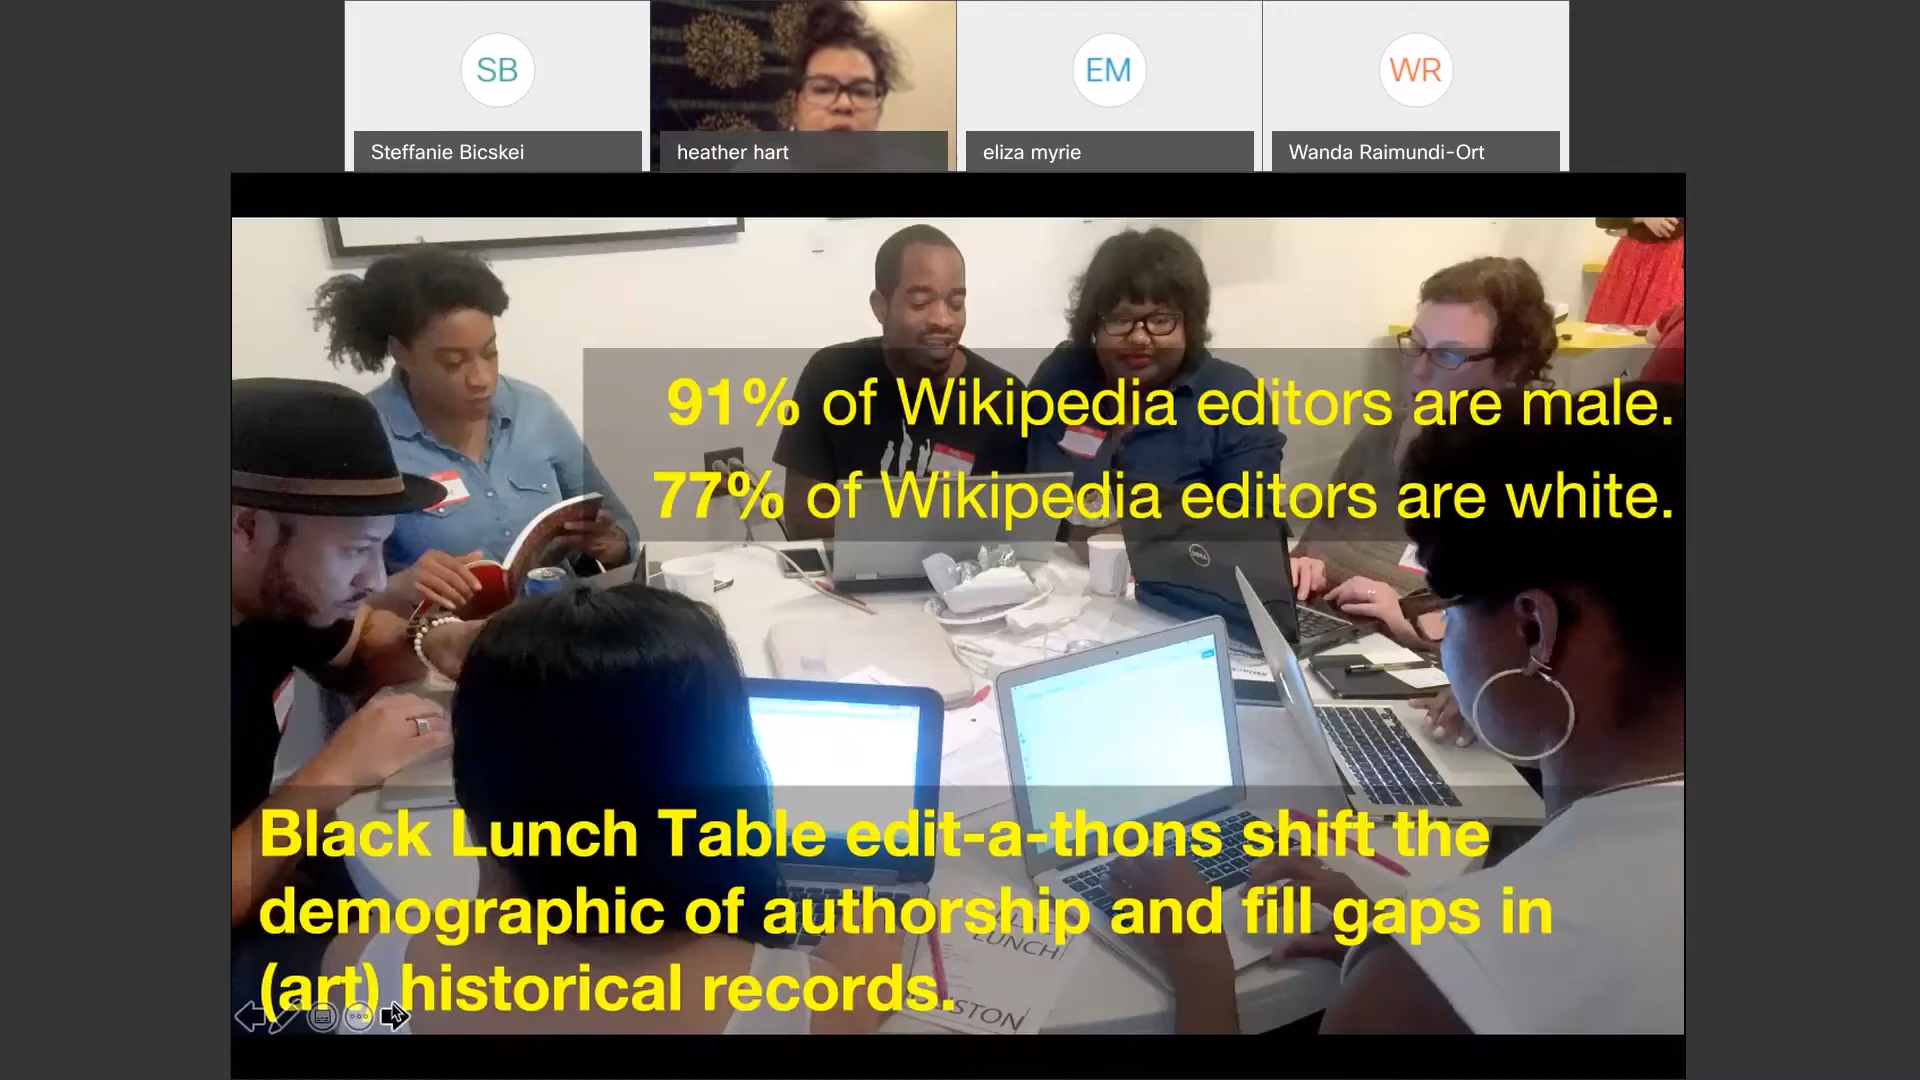 SB
EM
WR
Steffanie Bicskei
heather hart
eliza myrie
Wanda Raimundi-Ort
91% of Wikipedia editors are male.
77% of Wikipedia editors are white.
DELL
Black Lunch Table edit-a-thons shift the
demographic of authorship and fill gaps in
(art) historical records.
LUNCH